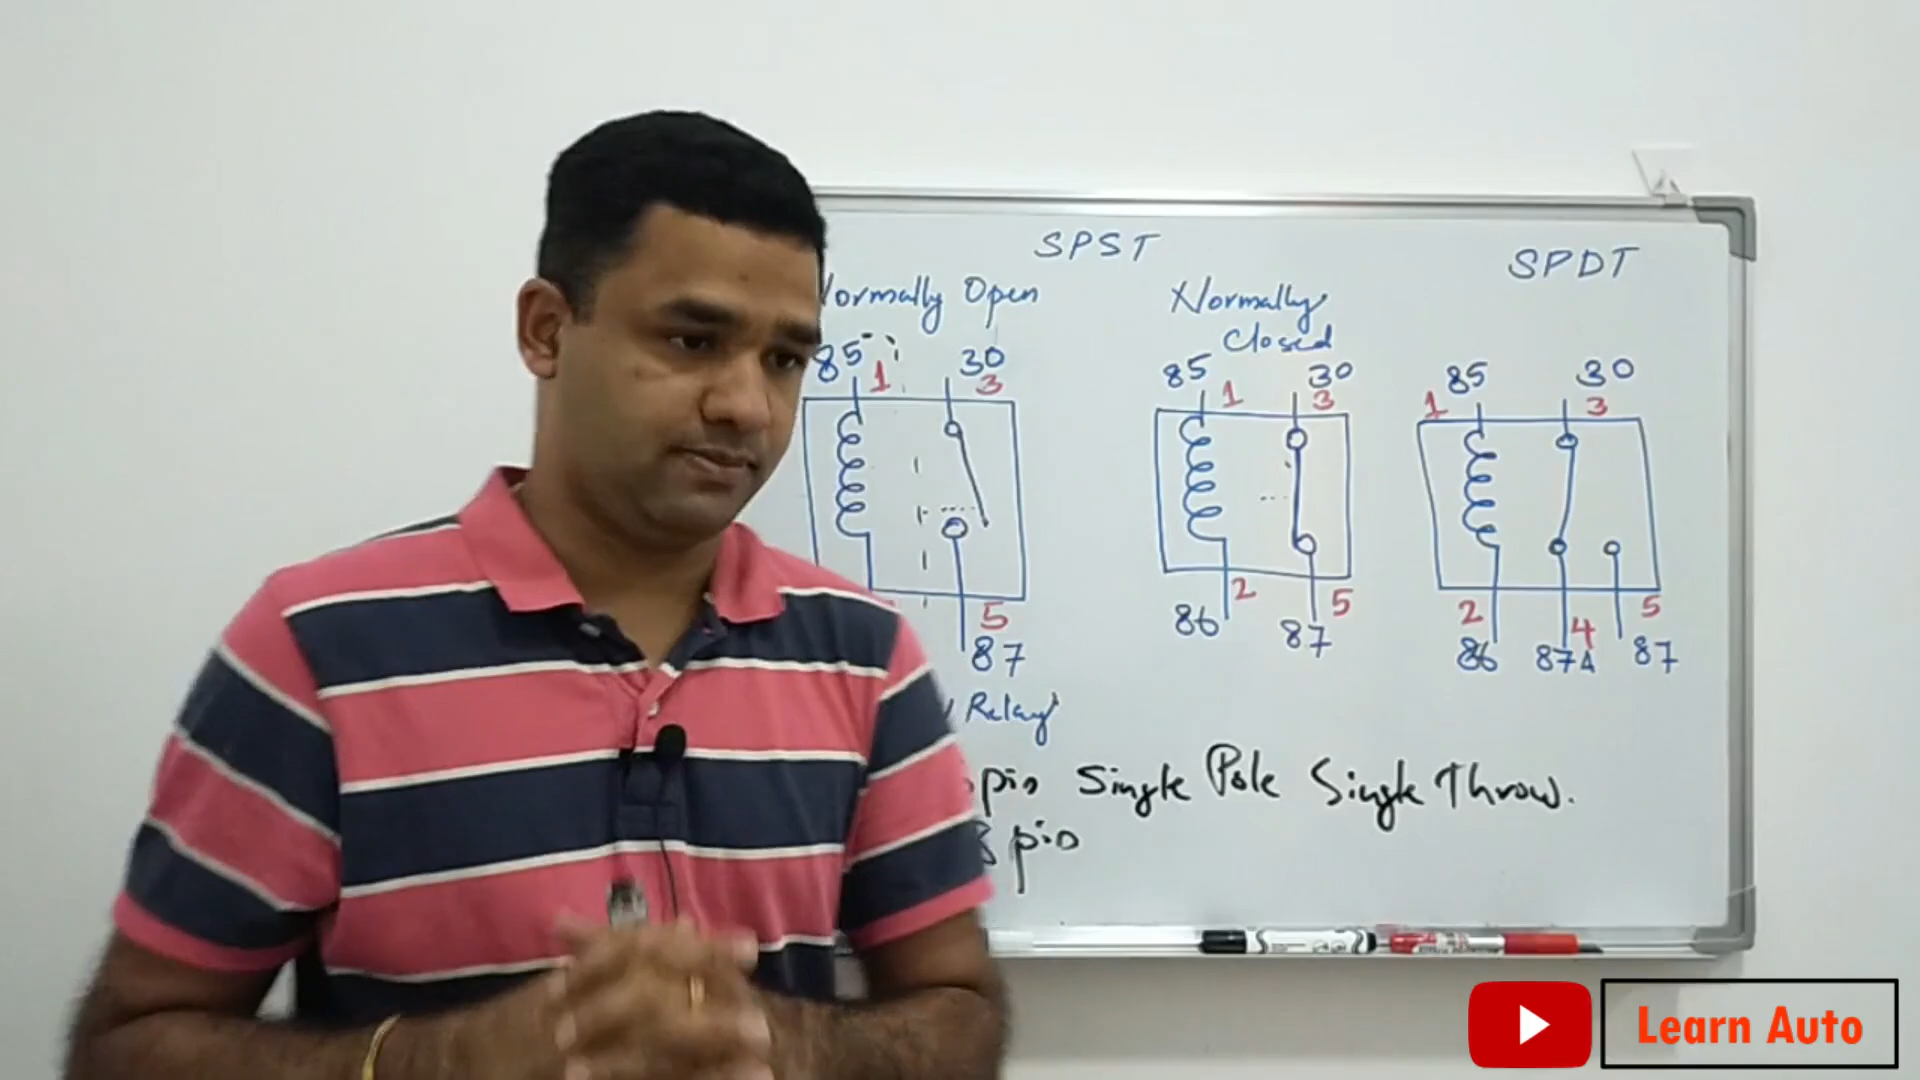 SPST
SPDT
Normally Open
Normally
Closed
85 1 30 3
85 1 30 3
1 85 30 3
5
87
2 5
86 87
2 4 5
86 87A 87
Relay
pin Single Pole Single Throw.
8 pin
Learn Auto